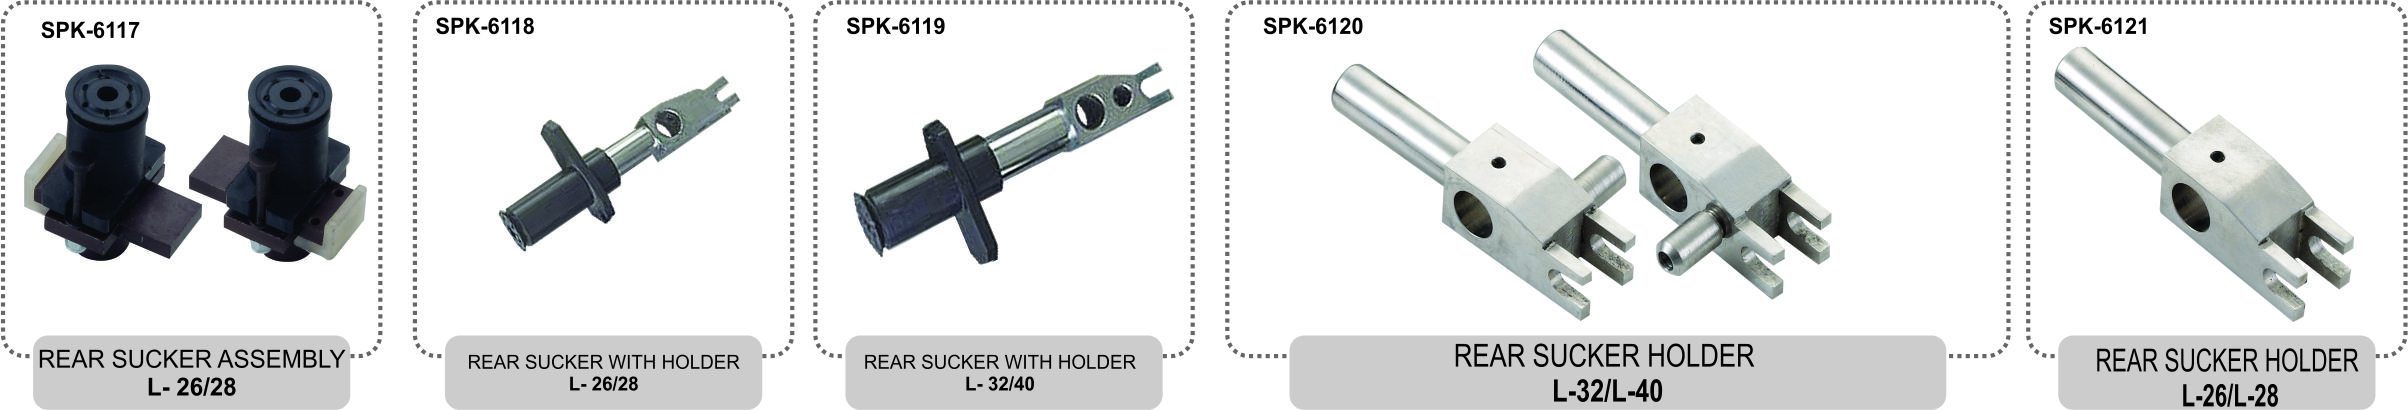 SPK-6117
REAR SUCKER ASSEMBLY
L- 26/28
SPK-6118
REAR SUCKER WITH HOLDER
L- 26/28
SPK-6119
REAR SUCKER WITH HOLDER
L- 32/40
SPK-6120
REAR SUCKER HOLDER
L-32/L-40
SPK-6121
REAR SUCKER HOLDER
L-26/L-28